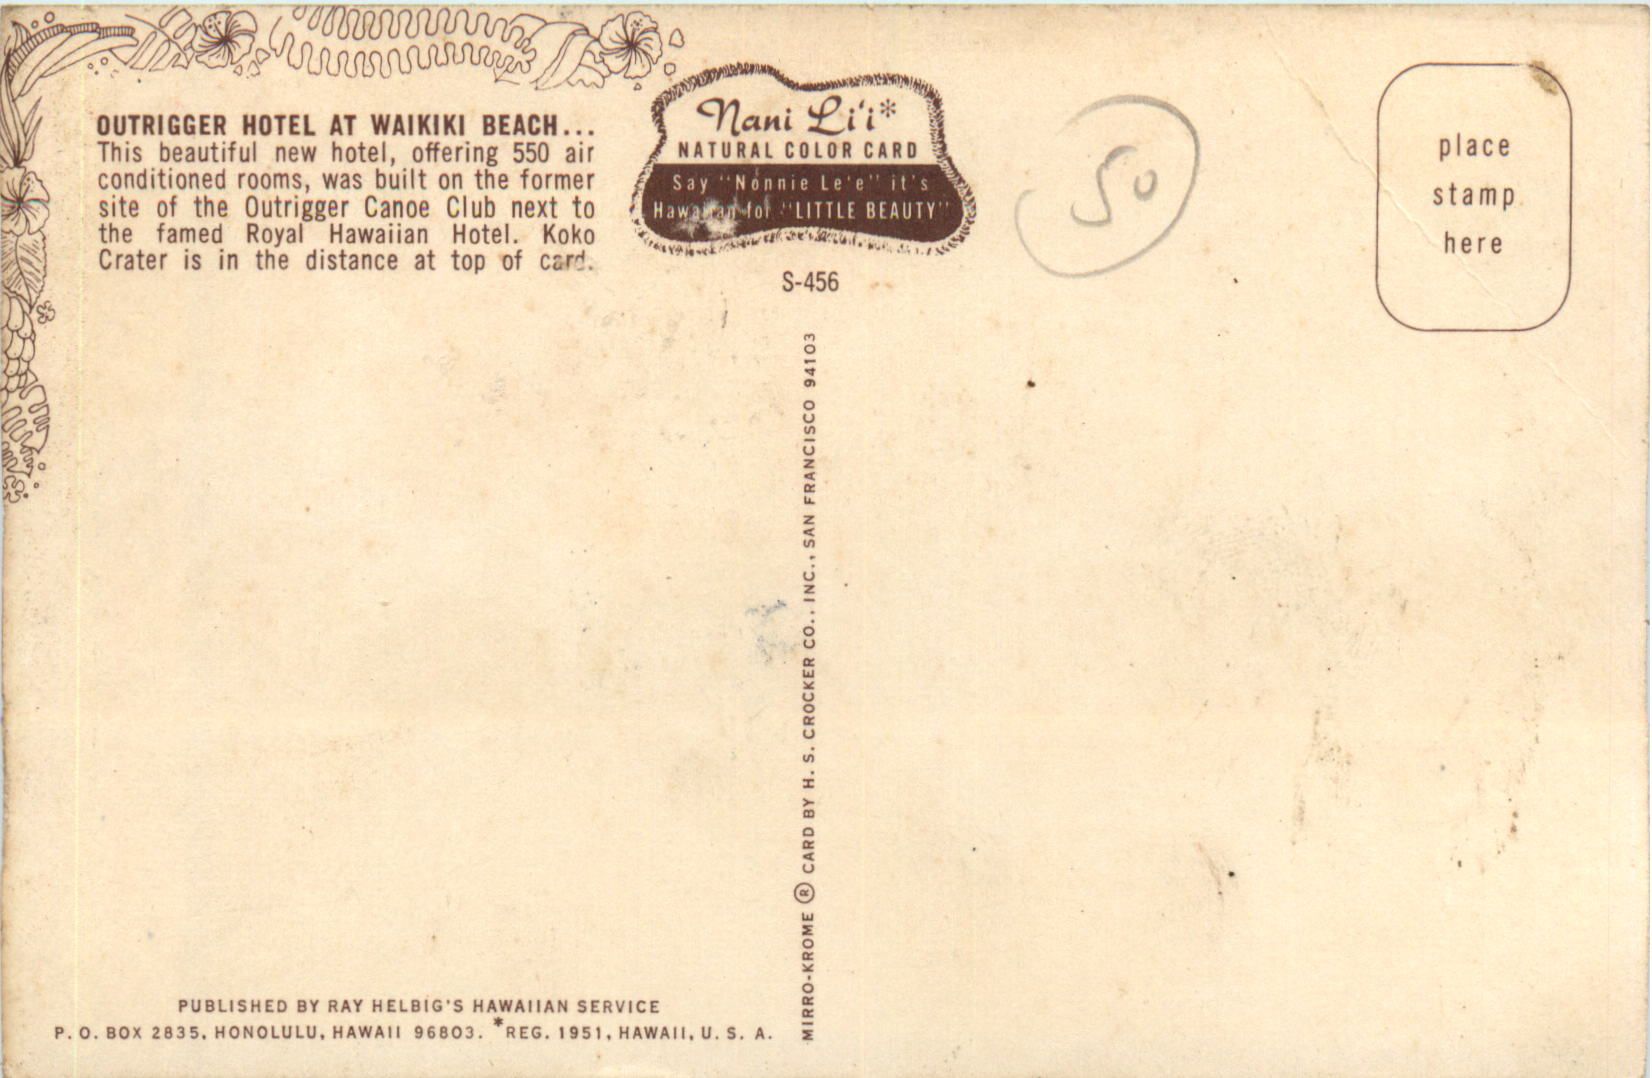 OUTRIGGER HOTEL AT WAIKIKI BEACH...
This beautiful new hotel, offering 550 air
conditioned rooms, was built on the former
site of the Outrigger Canoe Club next to
the famed Royal Hawaiian Hotel. Koko
Crater is in the distance at top of card.
Nani Li'i*
NATURAL COLOR CARD
Say "Nonnie Le'e" it's
Hawaiian for "LITTLE BEAUTY"
S-456
50
place
stamp
here
MIRRO-KROME ® CARD BY H. S. CROCKER CO., INC., SAN FRANCISCO 94103
PUBLISHED BY RAY HELBIG'S HAWAIIAN SERVICE
P. O. BOX 2835, HONOLULU, HAWAII 96803. *REG. 1951, HAWAII, U. S. A.